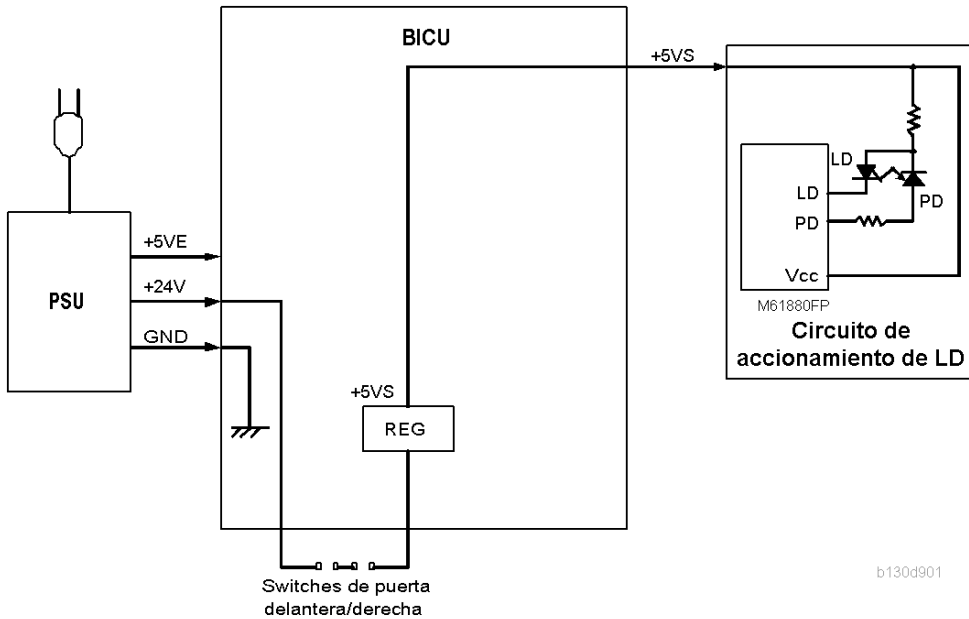 BICU
+5VS
LD
LD
PD
PD
Vcc
M61880FP
Circuito de
accionamiento de LD
PSU
+5VE
+24V
GND
+5VS
REG
Switches de puerta
delantera/derecha
b130d901